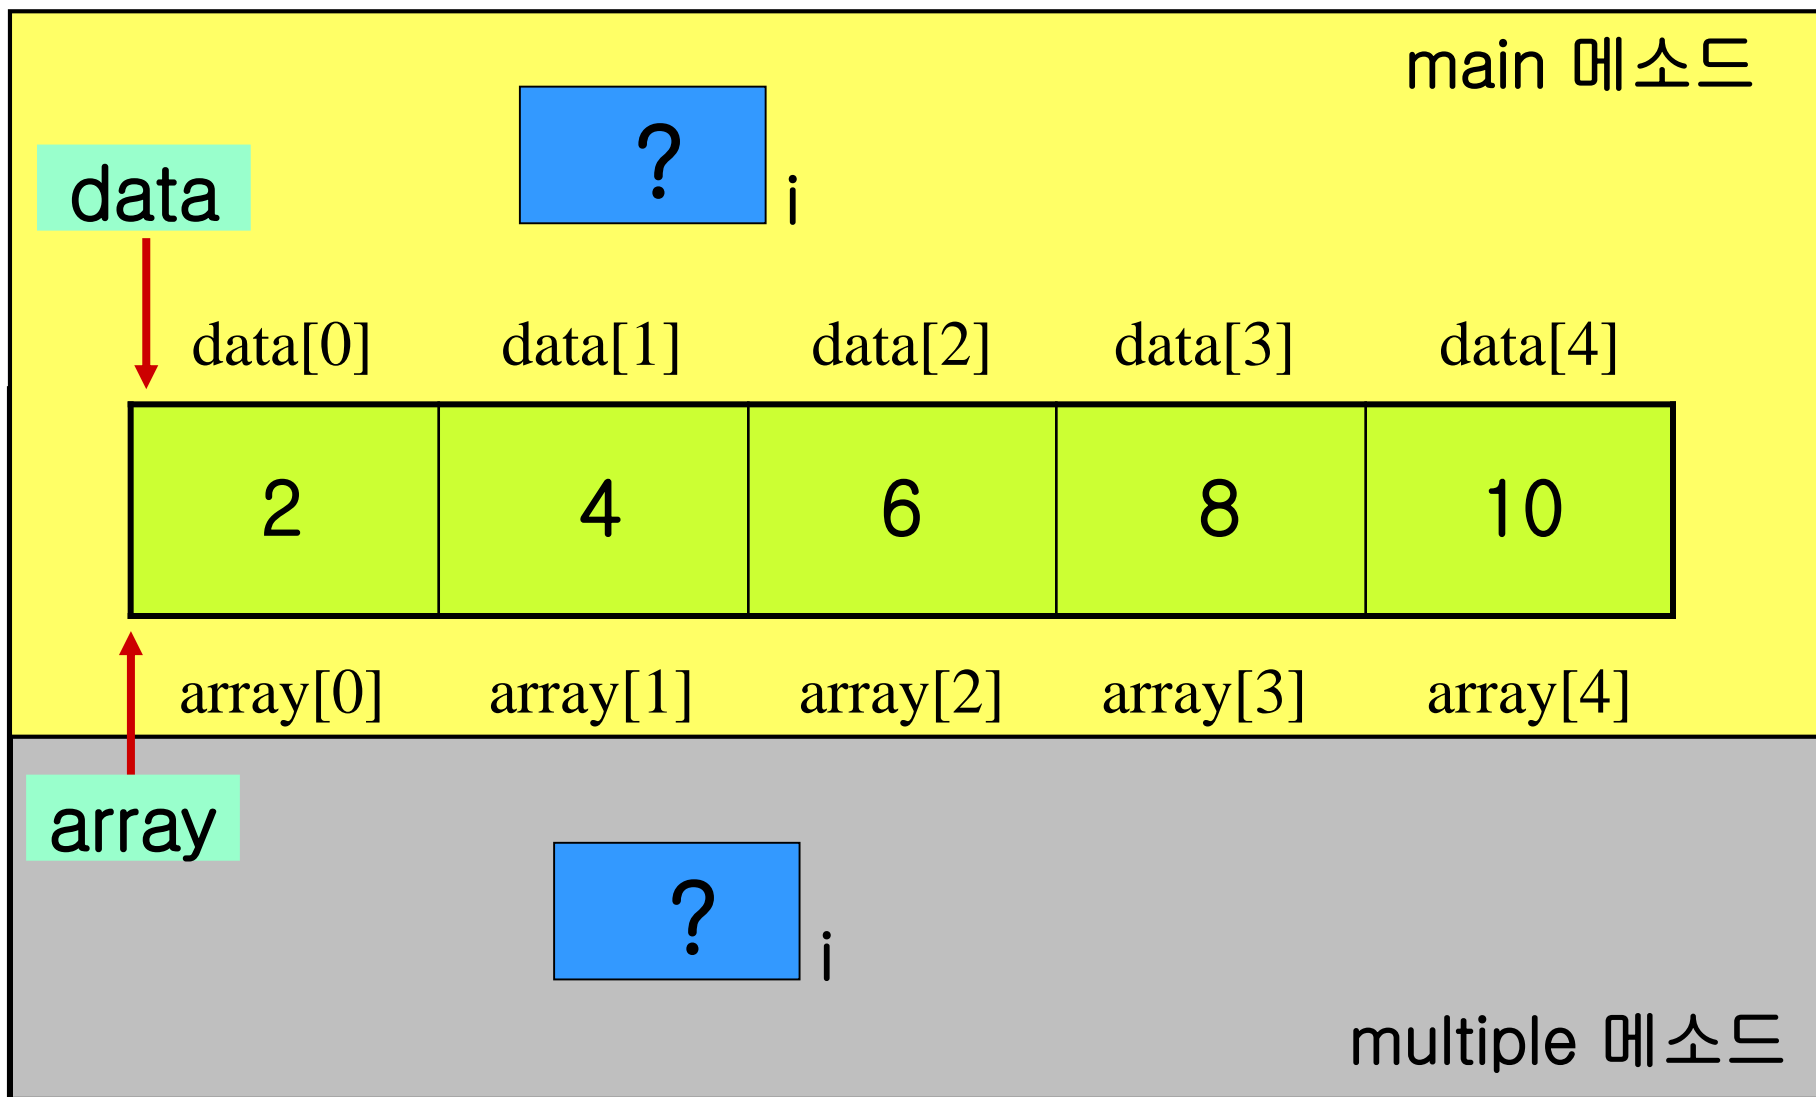 main 메소드
?
data
i
data[0] data[1] data[2] data[3] data[4]
2 4 6 8 10
array[0] array[1] array[2] array[3] array[4]
array
?
i
multiple 메소드